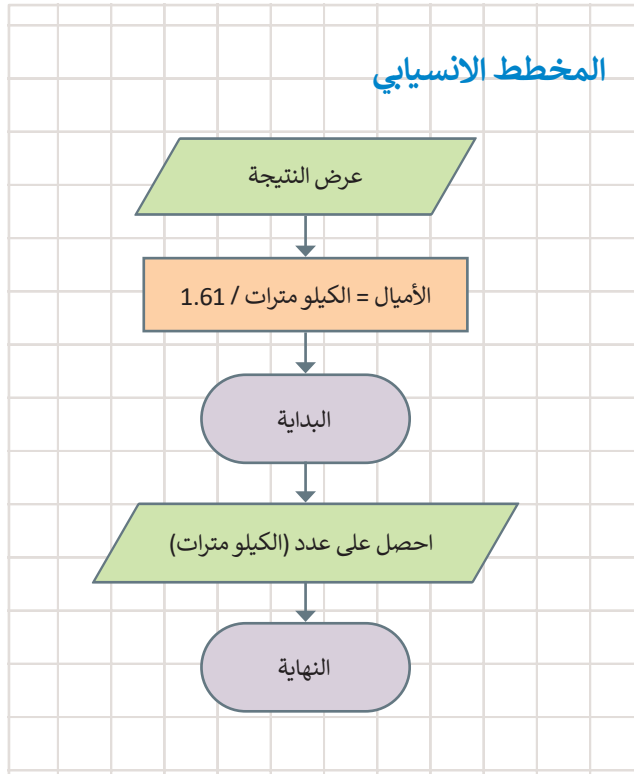 المخطط الانسيابي
عرض النتيجة
الأميال = الكيلو مترات / 1.61
البداية
احصل على عدد (الكيلو مترات)
النهاية